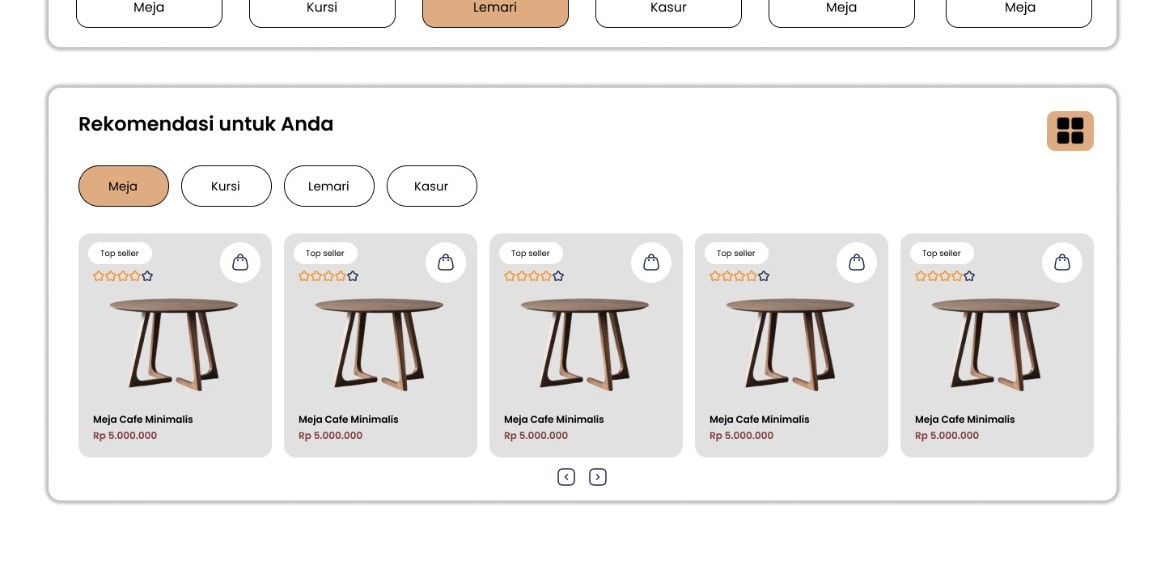 Meja Kursi Lemari Kasur Meja Meja
Rekomendasi untuk Anda
Meja Kursi Lemari Kasur
Top seller Top seller Top seller Top seller Top seller
Meja Cafe Minimalis Meja Cafe Minimalis Meja Cafe Minimalis Meja Cafe Minimalis Meja Cafe Minimalis
Rp 5.000.000 Rp 5.000.000 Rp 5.000.000 Rp 5.000.000 Rp 5.000.000